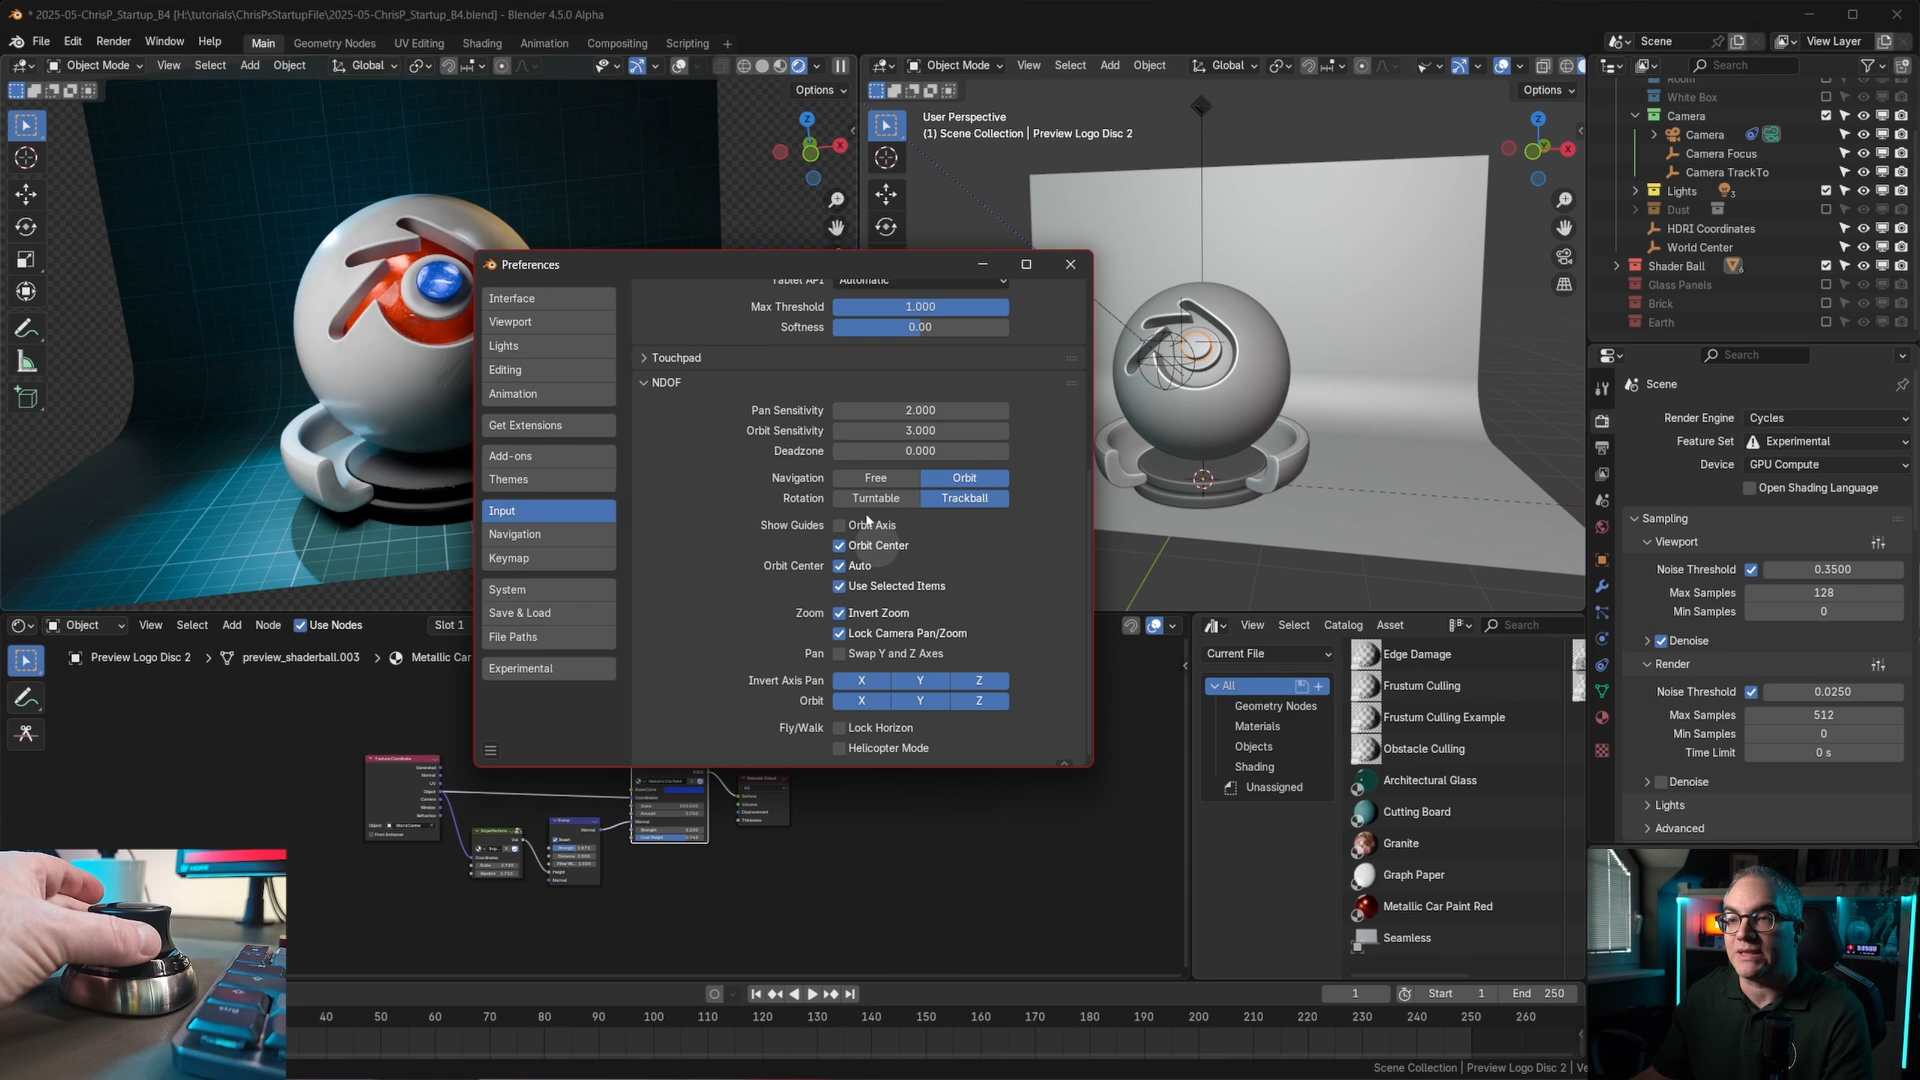 * 2025-05-ChrisP_Startup_B4 [H:\tutorials\ChrisPsStartupFile\2025-05-ChrisP_Startup_B4.blend] - Blender 4.5.0 Alpha
File Edit Render Window Help Main Geometry Nodes UV Editing Shading Animation Compositing Scripting + Scene View Layer
Object Mode View Select Add Object Global
Options
Object Mode View Select Add Object Global
Options
User Perspective
(1) Scene Collection | Preview Logo Disc 2
Z
X
Z
X
Search
Room
White Box
Camera
Camera
Camera Focus
Camera TrackTo
Lights 3
Dust
HDRI Coordinates
World Center
Shader Ball
Glass Panels
Brick
Earth
Preferences
Interface
Viewport
Lights
Editing
Animation
Get Extensions
Add-ons
Themes
Input
Navigation
Keymap
System
Save & Load
File Paths
Experimental
Tablet API Automatic
Max Threshold 1.000
Softness 0.00
Touchpad
NDOF
Pan Sensitivity 2.000
Orbit Sensitivity 3.000
Deadzone 0.000
Navigation Free Orbit
Rotation Turntable Trackball
Show Guides Orbit Axis
Orbit Center
Orbit Center Auto
Use Selected Items
Zoom Invert Zoom
Lock Camera Pan/Zoom
Pan Swap Y and Z Axes
Invert Axis Pan X Y Z
Orbit X Y Z
Fly/Walk Lock Horizon
Helicopter Mode
Search
Scene
Render Engine Cycles
Feature Set Experimental
Device GPU Compute
Open Shading Language
Sampling
Viewport
Noise Threshold 0.3500
Max Samples 128
Min Samples 0
Denoise
Render
Noise Threshold 0.0250
Max Samples 512
Min Samples 0
Time Limit 0 s
Denoise
Lights
Advanced
Object View Select Add Node Use Nodes Slot 1
Preview Logo Disc 2 > preview_shaderball.003 > Metallic Car
View Select Catalog Asset Search
Current File
All
Geometry Nodes
Materials
Objects
Shading
Unassigned
Edge Damage
Frustum Culling
Frustum Culling Example
Obstacle Culling
Architectural Glass
Cutting Board
Granite
Graph Paper
Metallic Car Paint Red
Seamless
1 Start 1 End 250
40 50 60 70 80 90 100 110 120 130 140 150 160 170 180 190 200 210 220 230 240 250 260
Scene Collection | Preview Logo Disc 2 | Ve